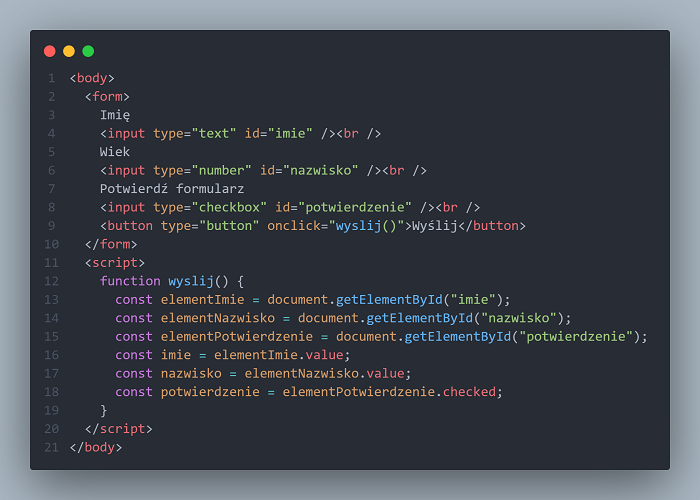 1 <body>
2   <form>
3     Imię
4     <input type="text" id="imie" /><br />
5     Wiek
6     <input type="number" id="nazwisko" /><br />
7     Potwierdź formularz
8     <input type="checkbox" id="potwierdzenie" /><br />
9     <button type="button" onclick="wyslij()">Wyślij</button>
10   </form>
11   <script>
12     function wyslij() {
13       const elementImie = document.getElementById("imie");
14       const elementNazwisko = document.getElementById("nazwisko");
15       const elementPotwierdzenie = document.getElementById("potwierdzenie");
16       const imie = elementImie.value;
17       const nazwisko = elementNazwisko.value;
18       const potwierdzenie = elementPotwierdzenie.checked;
19     }
20   </script>
21 </body>